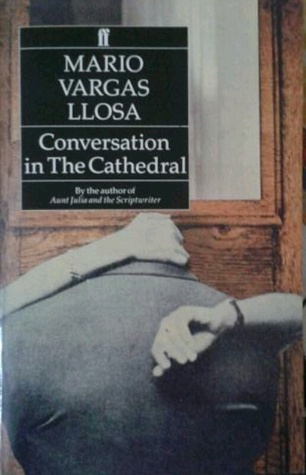 ff
MARIO
VARGAS
LLOSA
Conversation
in The Cathedral
By the author of
Aunt Julia and the Scriptwriter